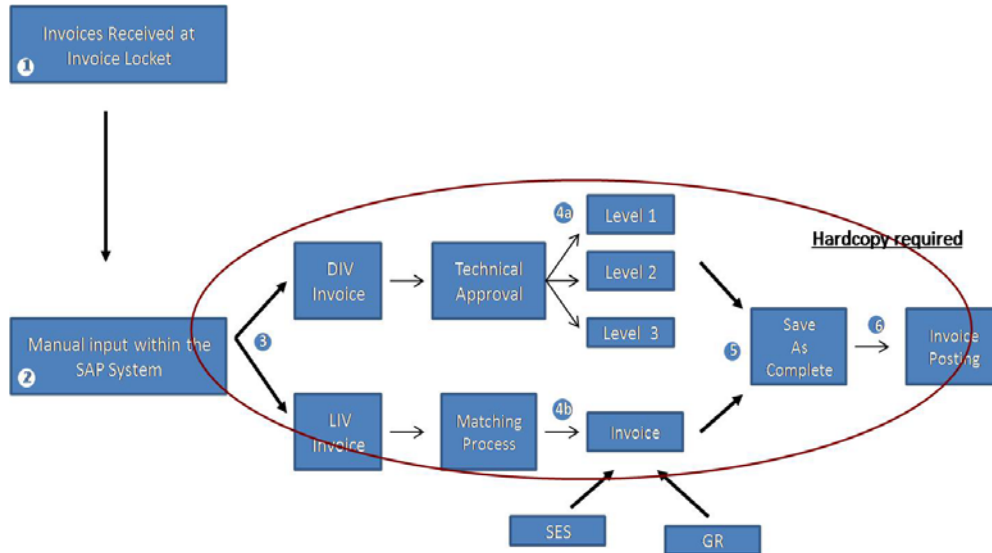 Invoices Received at
Invoice Locket
1
Manual input within the
SAP System
2
3
DIV
Invoice
Technical
Approval
4a
Level 1
Level 2
Level 3
Hardcopy required
LIV
Invoice
Matching
Process
4b
Invoice
SES
GR
5
Save
As
Complete
6
Invoice
Posting